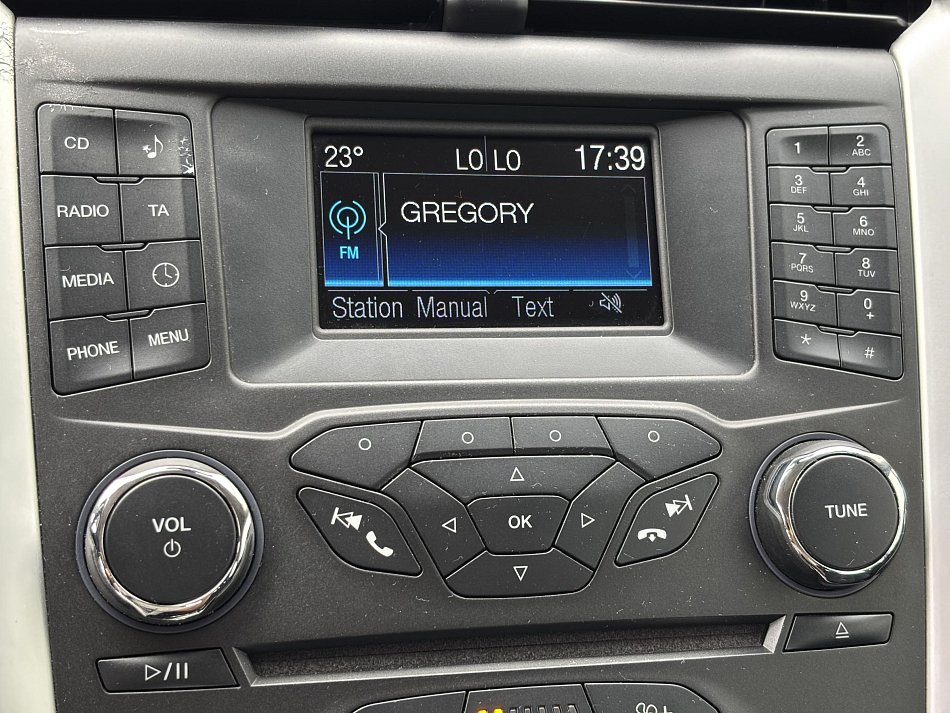 23° LO LO 17:39
FM
GREGORY
Station Manual Text
CD
RADIO TA
MEDIA
PHONE MENU
1 2 ABC
3 DEF 4 GHI
5 JKL 6 MNO
7 PQRS 8 TUV
9 WXYZ 0 +
* #
VOL
OK
TUNE